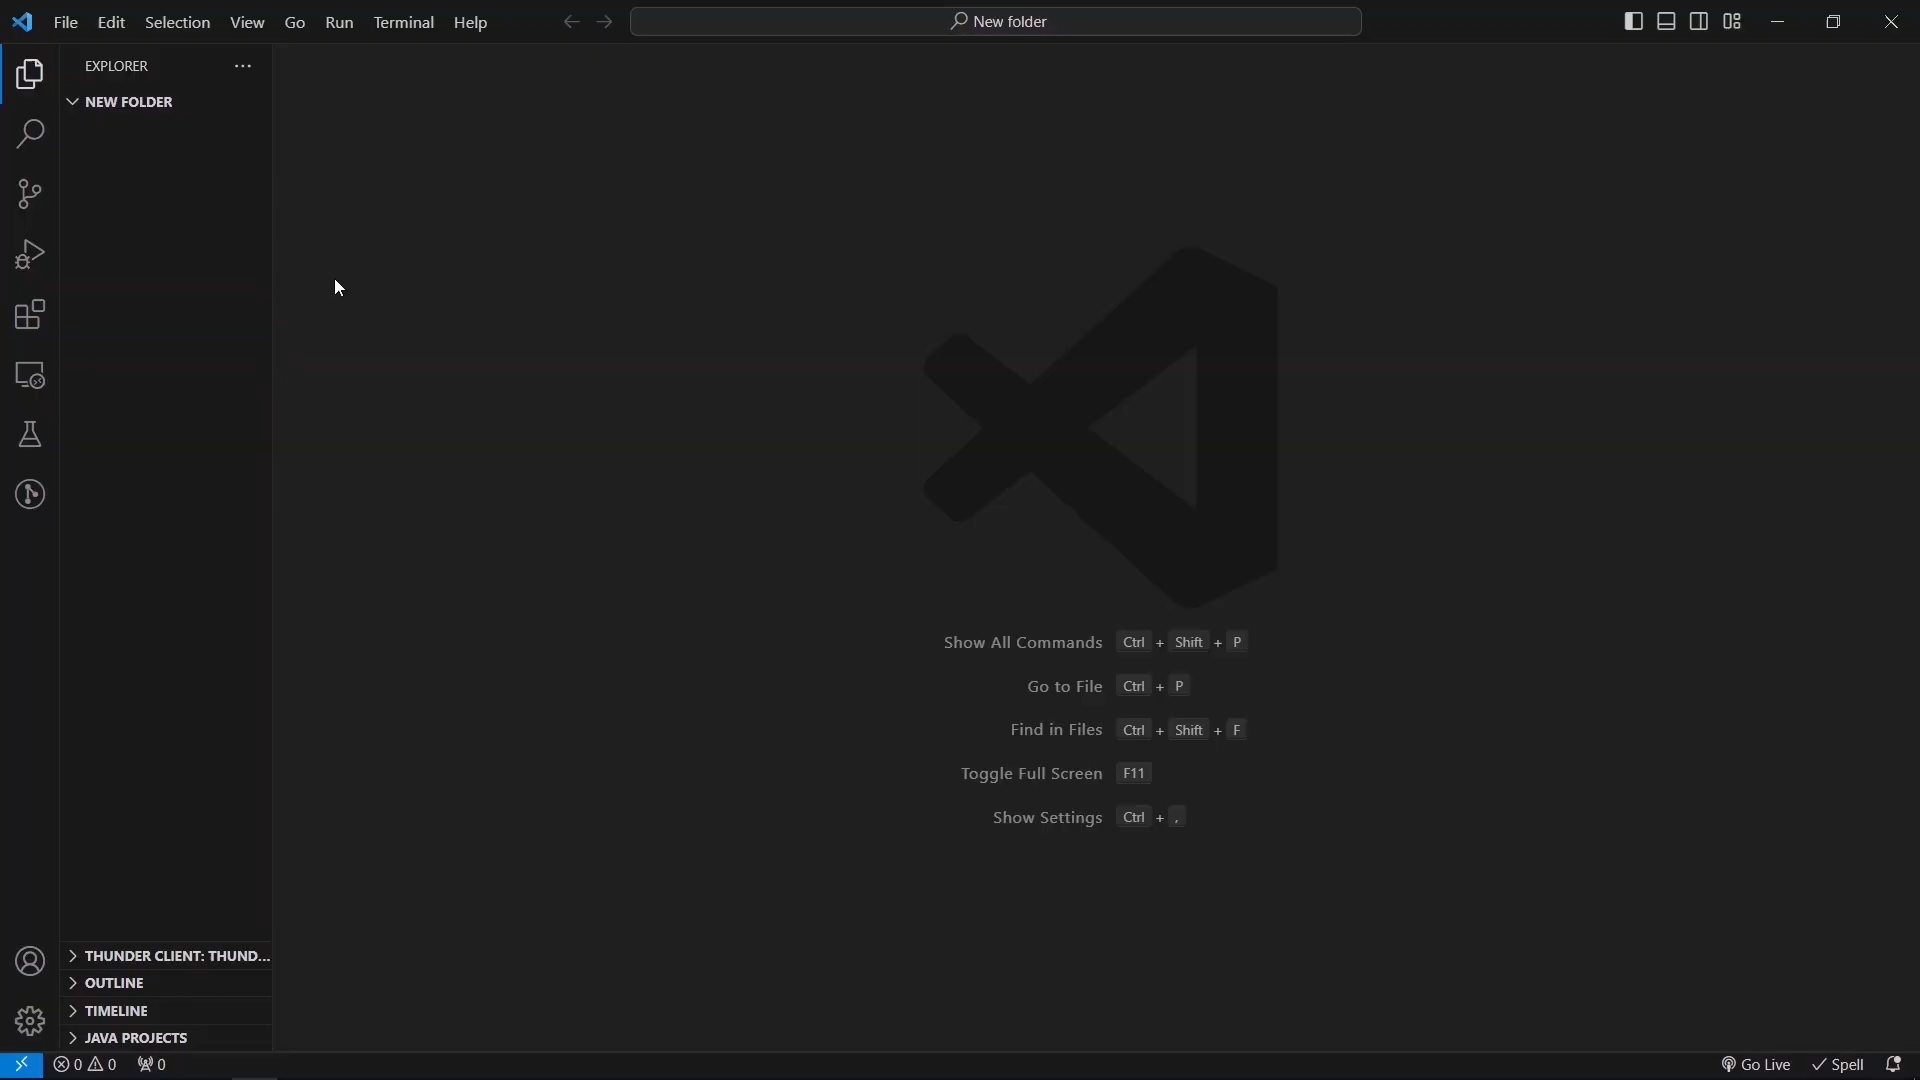 File Edit Selection View Go Run Terminal Help
New folder
EXPLORER
NEW FOLDER
Show All Commands Ctrl + Shift + P
Go to File Ctrl + P
Find in Files Ctrl + Shift + F
Toggle Full Screen F11
Show Settings Ctrl + ,
THUNDER CLIENT: THUND...
OUTLINE
TIMELINE
JAVA PROJECTS
0 0 0 Go Live Spell